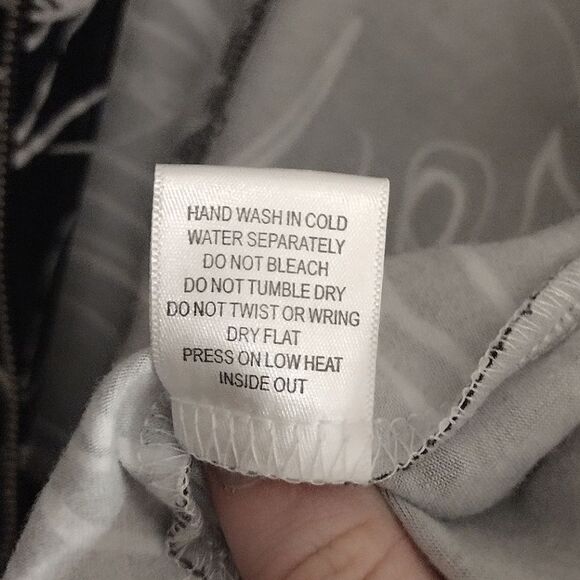 HAND WASH IN COLD
WATER SEPARATELY
DO NOT BLEACH
DO NOT TUMBLE DRY
DO NOT TWIST OR WRING
DRY FLAT
PRESS ON LOW HEAT
INSIDE OUT